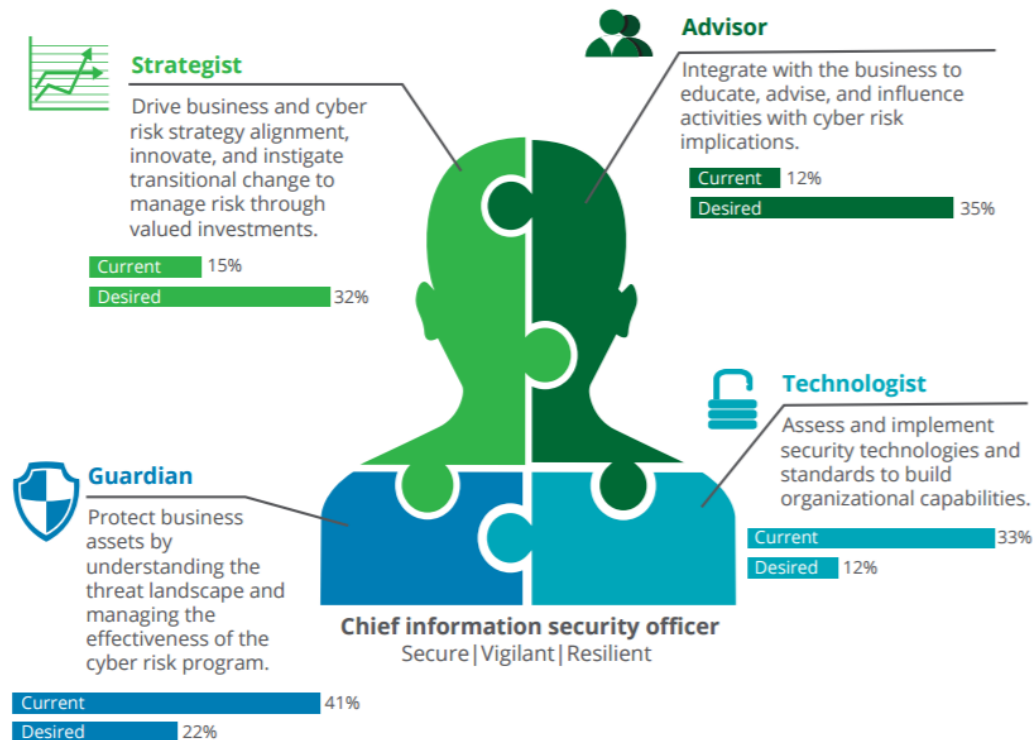 Strategist
Drive business and cyber
risk strategy alignment,
innovate, and instigate
transitional change to
manage risk through
valued investments.
Current 15%
Desired 32%
Advisor
Integrate with the business to
educate, advise, and influence
activities with cyber risk
implications.
Current 12%
Desired 35%
Guardian
Protect business
assets by
understanding the
threat landscape and
managing the
effectiveness of the
cyber risk program.
Current 41%
Desired 22%
Technologist
Assess and implement
security technologies and
standards to build
organizational capabilities.
Current 33%
Desired 12%
Chief information security officer
Secure|Vigilant|Resilient